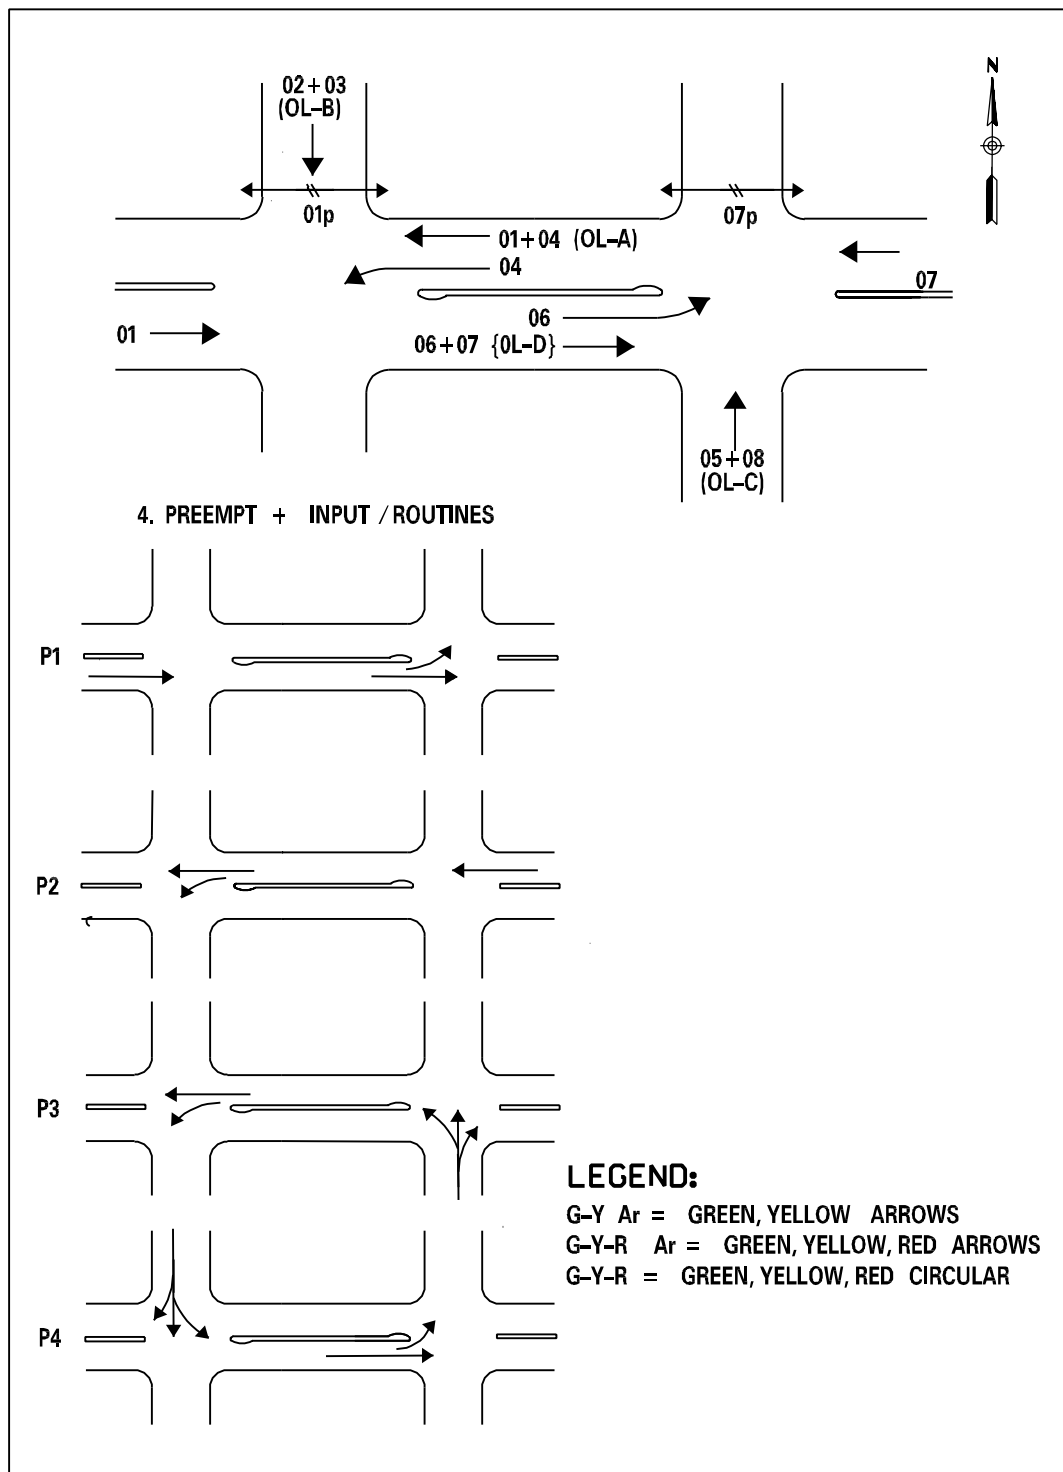 02+03
(OL–B)
N
01p
07p
01+04 (OL–A)
04
07
01
06
06+07 {0L–D}
05+08
(OL–C)
4. PREEMPT + INPUT / ROUTINES
P1
P2
P3
P4
LEGEND:
G–Y Ar = GREEN, YELLOW ARROWS
G–Y–R Ar = GREEN, YELLOW, RED ARROWS
G–Y–R = GREEN, YELLOW, RED CIRCULAR